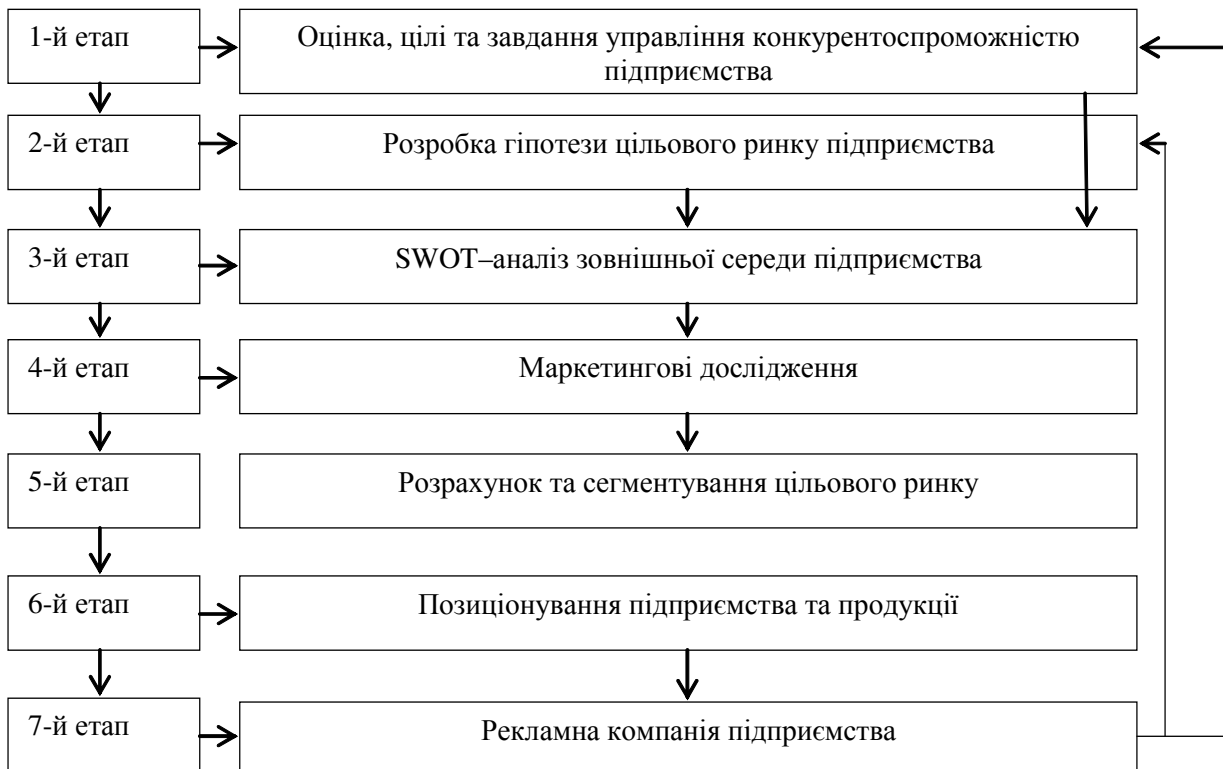 1-й етап
Оцінка, цілі та завдання управління конкурентоспроможністю
підприємства
2-й етап
Розробка гіпотези цільового ринку підприємства
3-й етап
SWOT–аналіз зовнішньої середи підприємства
4-й етап
Маркетингові дослідження
5-й етап
Розрахунок та сегментування цільового ринку
6-й етап
Позиціонування підприємства та продукції
7-й етап
Рекламна компанія підприємства